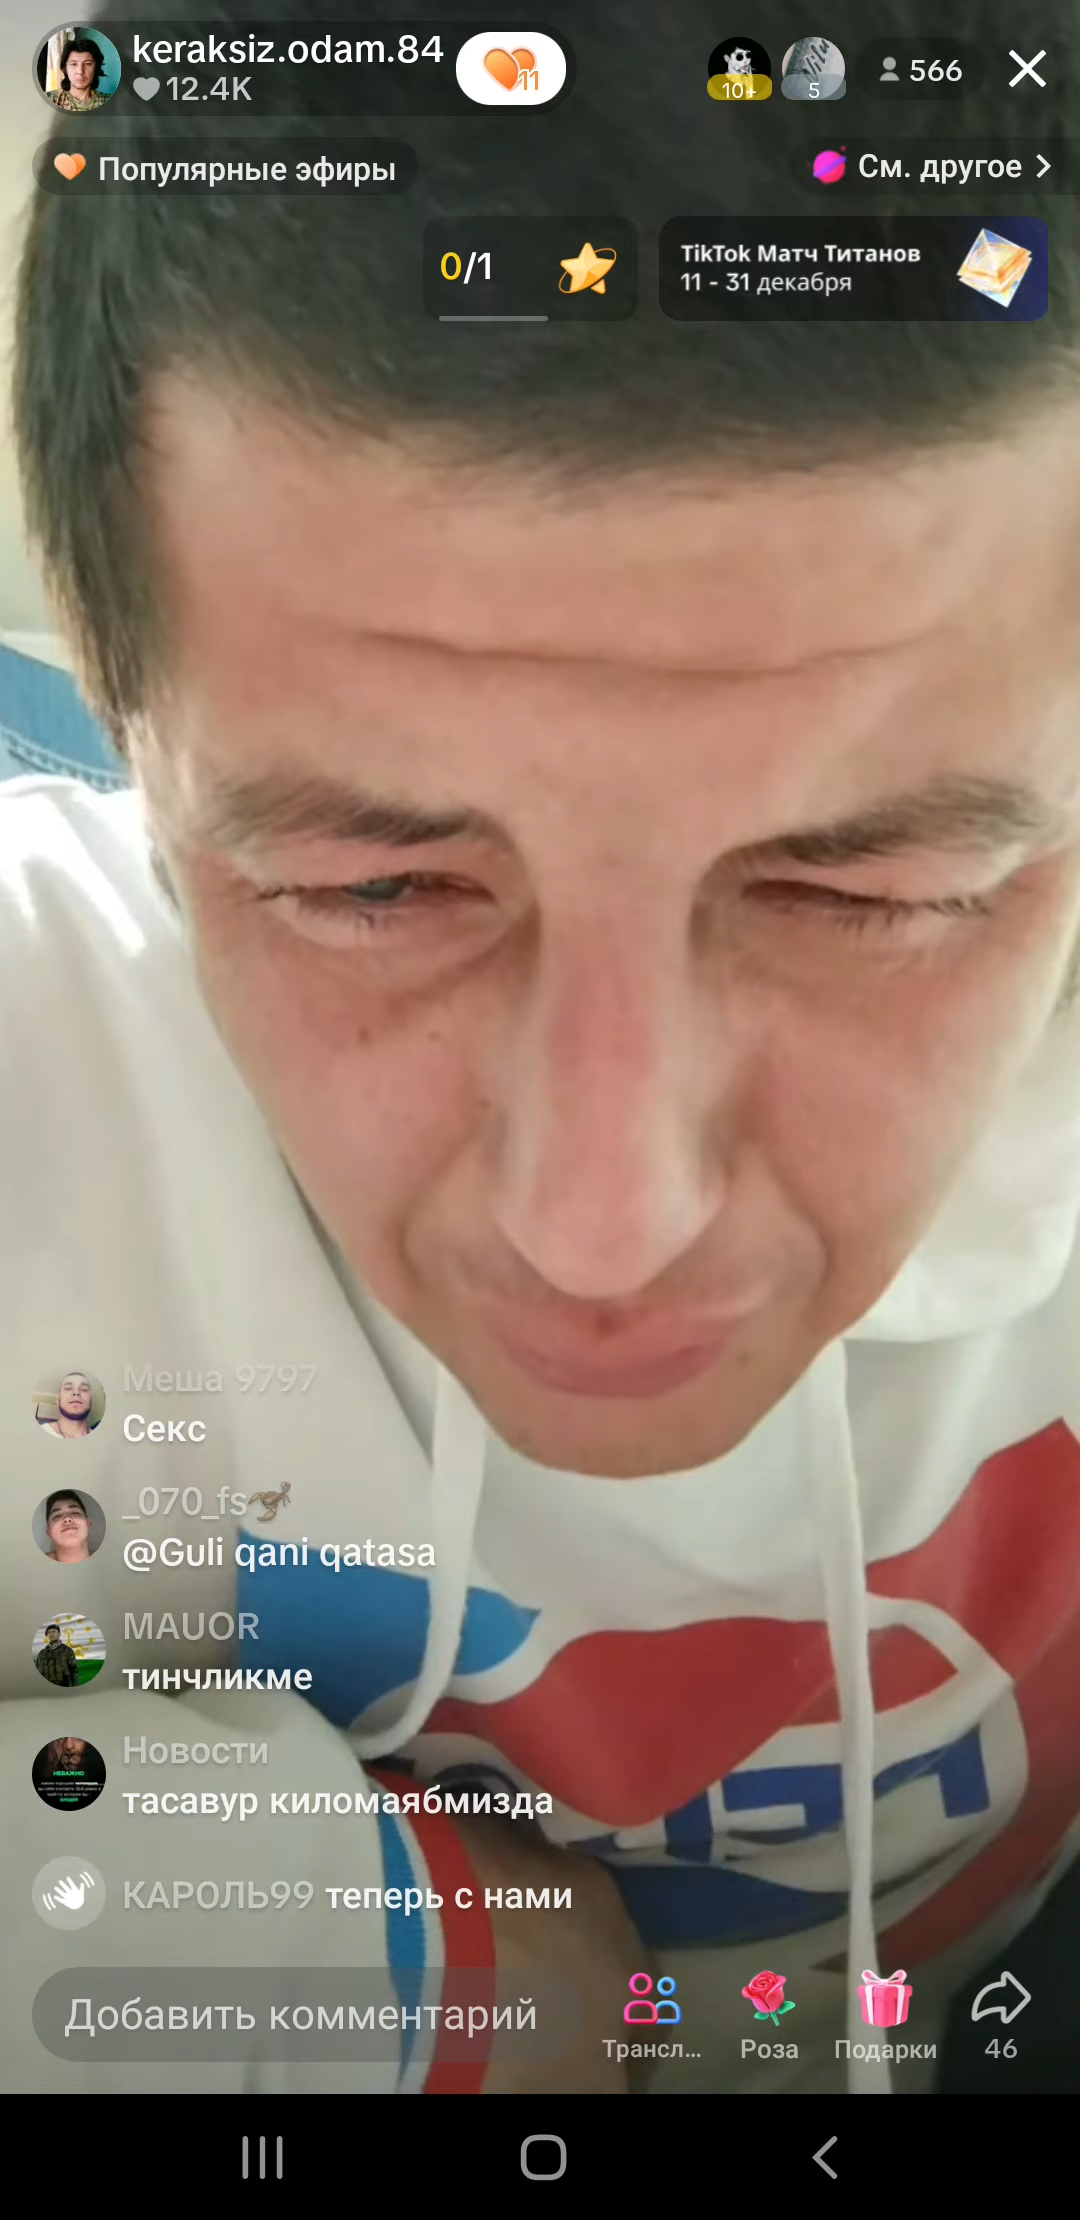 keraksiz.odam.84
12.4K
11
10+
5
566
Популярные эфиры
См. другое
0/1
TikTok Матч Титанов
11 - 31 декабря
Меша 9797
Секс
_070_fs
@Guli qani qatasa
MAUOR
тинчликме
Новости
тасавур киломаябмизда
КАРОЛЬ99 теперь с нами
Добавить комментарий
Трансл...
Роза
Подарки
46